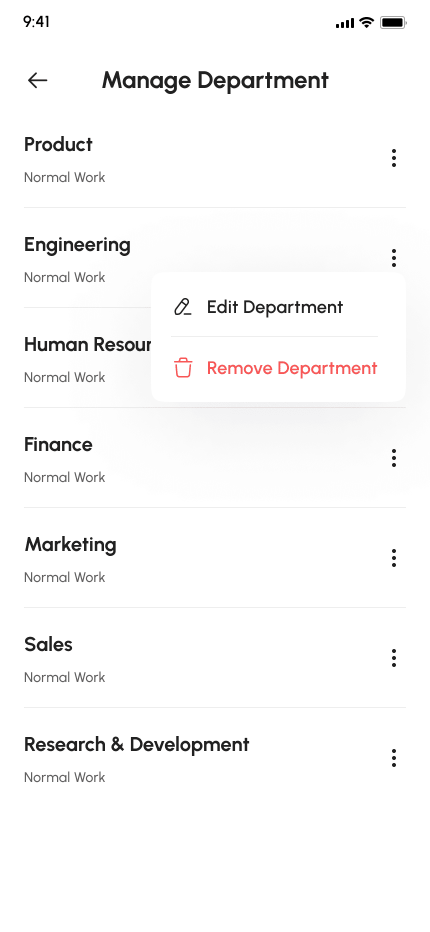 9:41
Manage Department
Product
Normal Work
Engineering
Normal Work
Edit Department
Human
Normal Work
Remove Department
Finance
Normal Work
Marketing
Normal Work
Sales
Normal Work
Research & Development
Normal Work